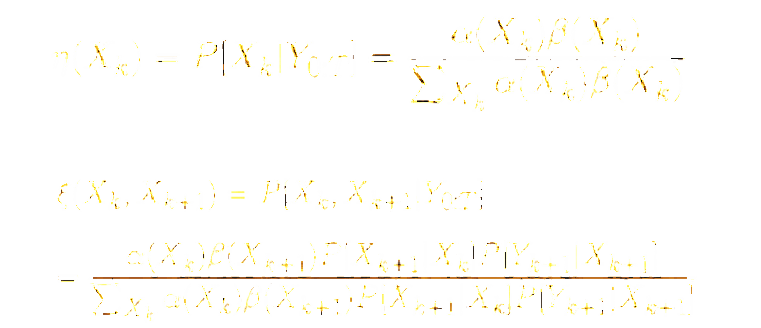 η(X_k) = P[X_k|Y_{0:T}] = \frac{α(X_k)β(X_k)}{\sum_{X_k} α(X_k)β(X_k)}
ξ(X_k, X_{k+1}) = P[X_k, X_{k+1}|Y_{0:T}]
= \frac{α(X_k)β(X_{k+1})P[X_{k+1}|X_k]P[Y_{k+1}|X_{k+1}]}{\sum_{X_k} α(X_k)β(X_{k+1})P[X_{k+1}|X_k]P[Y_{k+1}|X_{k+1}]}